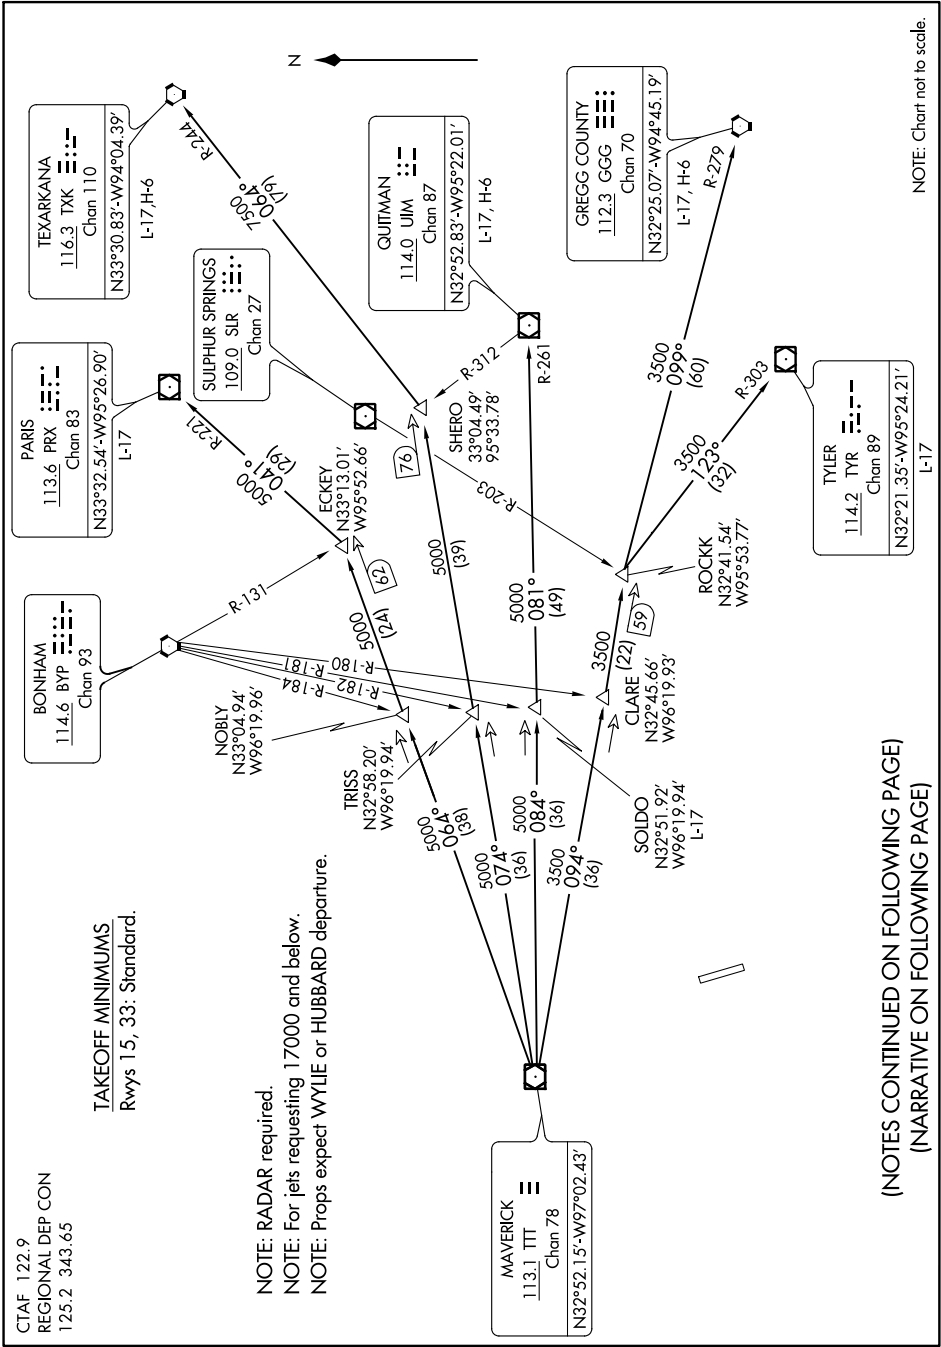 CTAF 122.9
REGIONAL DEP CON
125.2 343.65
TAKEOFF MINIMUMS
Rwys 15, 33: Standard.
NOTE: RADAR required.
NOTE: For jets requesting 17000 and below.
NOTE: Props expect WYLIE or HUBBARD departure.
BONHAM
114.6 BYP
Chan 93
PARIS
113.6 PRX
Chan 83
N33°32.54'-W95°26.90'
L-17
TEXARKANA
116.3 TXK
Chan 110
N33°30.83'-W94°04.39'
L-17,H-6
SULPHUR SPRINGS
109.0 SLR
Chan 27
QUITMAN
114.0 UIM
Chan 87
N32°52.83'-W95°22.01'
L-17, H-6
GREGG COUNTY
112.3 GGG
Chan 70
N32°25.07'-W94°45.19'
L-17, H-6
TYLER
114.2 TYR
Chan 89
N32°21.35'-W95°24.21'
L-17
MAVERICK
113.1 TTT
Chan 78
N32°52.15'-W97°02.43'
NOBLY
N33°04.94'
W96°19.96'
TRISS
N32°58.20'
W96°19.94'
SOLDO
N32°51.92'
W96°19.94'
L-17
CLARE
N32°45.66'
W96°19.93'
ECKEY
N33°13.01'
W95°52.66'
SHERO
33°04.49'
95°33.78'
ROCKK
N32°41.54'
W95°53.77'
5000
064°
(38)
5000
074°
(36)
5000
084°
(36)
3500
094°
(36)
5000
(24)
62
5000
(39)
76
5000
081°
(49)
3500
(22)
59
5000
041°
(29)
7500
064°
(79)
3500
099°
(60)
3500
123°
(32)
R-131
R-180
R-181
R-182
R-184
R-221
R-244
R-312
R-261
R-203
R-279
R-303
N
NOTE: Chart not to scale.
(NOTES CONTINUED ON FOLLOWING PAGE)
(NARRATIVE ON FOLLOWING PAGE)